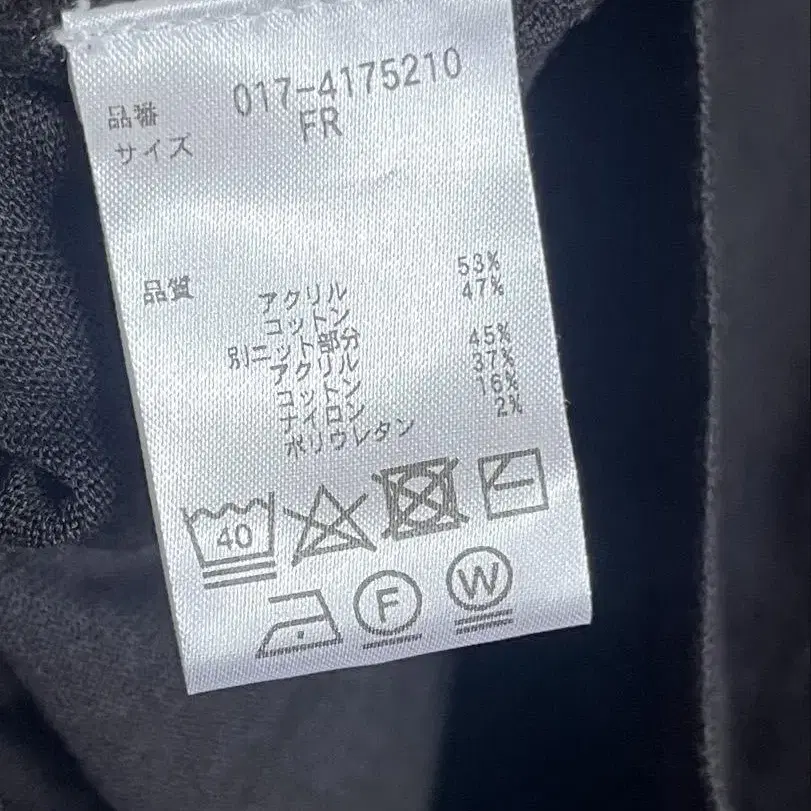 品番 017-4175210
サイズ FR
品質
アクリル 53%
コットン 47%
別ニット部分
アクリル 45%
コットン 37%
ナイロン 16%
ポリウレタン 2%
40
F
W